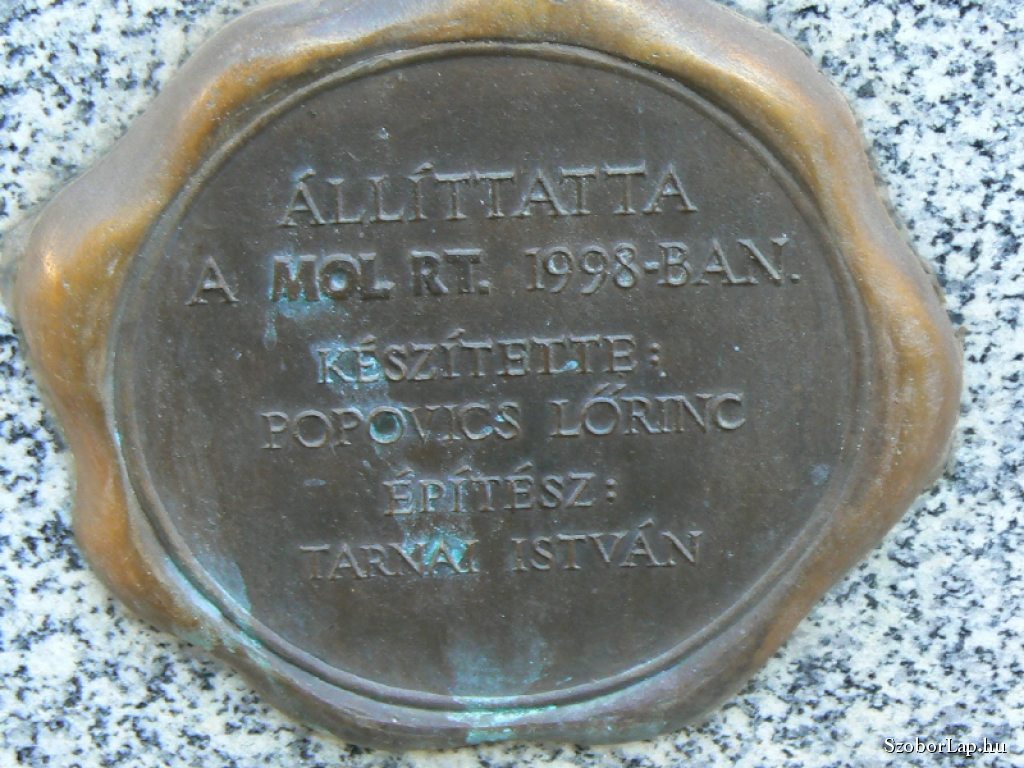 ÁLLÍTTATTA
A MOL RT. 1998-BAN.
KÉSZÍTETTE:
POPOVICS LŐRINC
ÉPÍTÉSZ:
TARNAI ISTVÁN
SzoborLap.hu